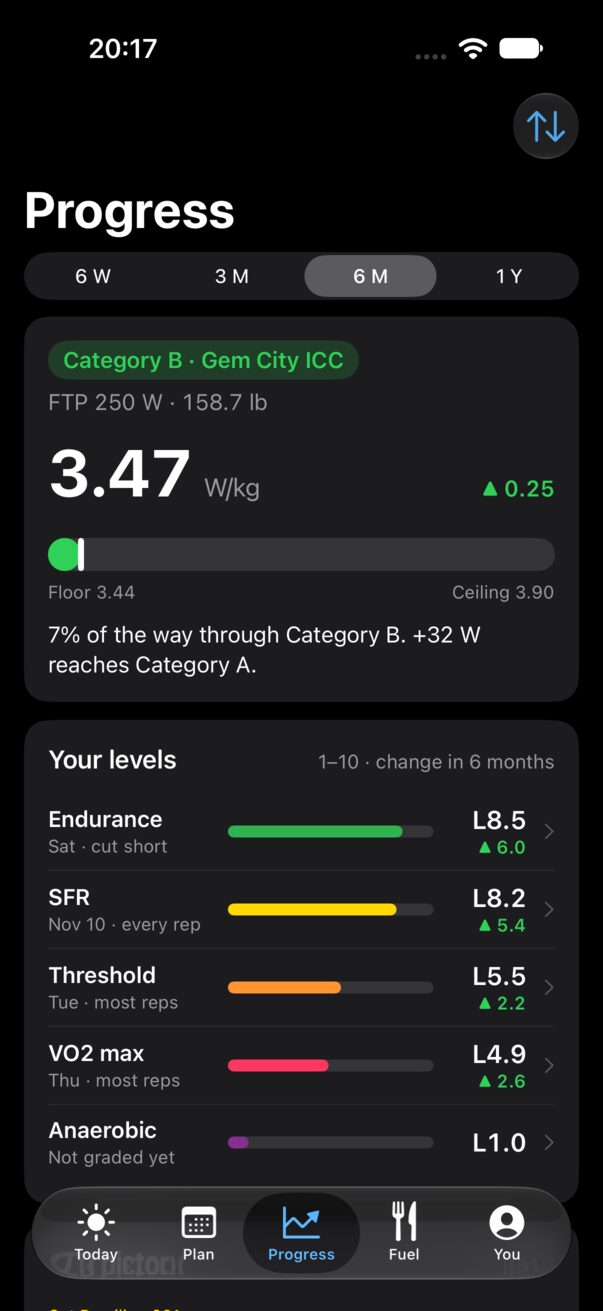 20:17
Progress
6 W 3 M 6 M 1 Y
Category B · Gem City ICC
FTP 250 W · 158.7 lb
3.47 W/kg ▲ 0.25
Floor 3.44 Ceiling 3.90
7% of the way through Category B. +32 W
reaches Category A.
Your levels 1–10 · change in 6 months
Endurance L8.5
Sat · cut short ▲ 6.0
SFR L8.2
Nov 10 · every rep ▲ 5.4
Threshold L5.5
Tue · most reps ▲ 2.2
VO2 max L4.9
Thu · most reps ▲ 2.6
Anaerobic L1.0
Not graded yet
Today Plan Progress Fuel You